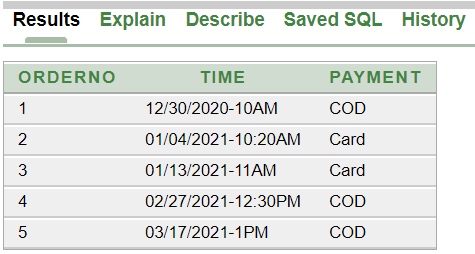 Results Explain Describe Saved SQL History
ORDERNO TIME PAYMENT
1 12/30/2020-10AM COD
2 01/04/2021-10:20AM Card
3 01/13/2021-11AM Card
4 02/27/2021-12:30PM COD
5 03/17/2021-1PM COD